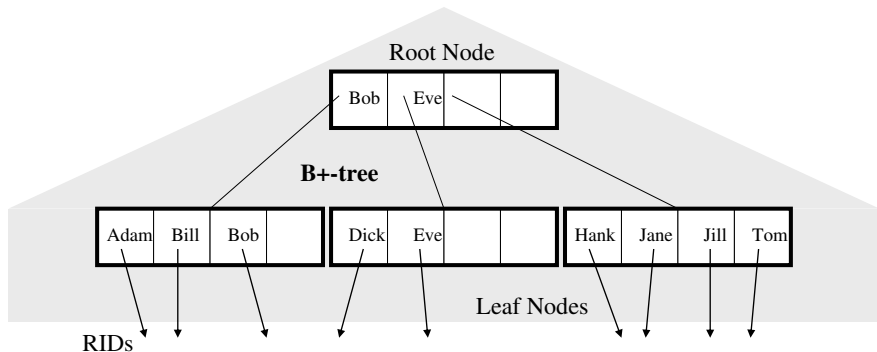 Root Node
Bob Eve
B+-tree
Adam Bill Bob Dick Eve Hank Jane Jill Tom
Leaf Nodes
RIDs